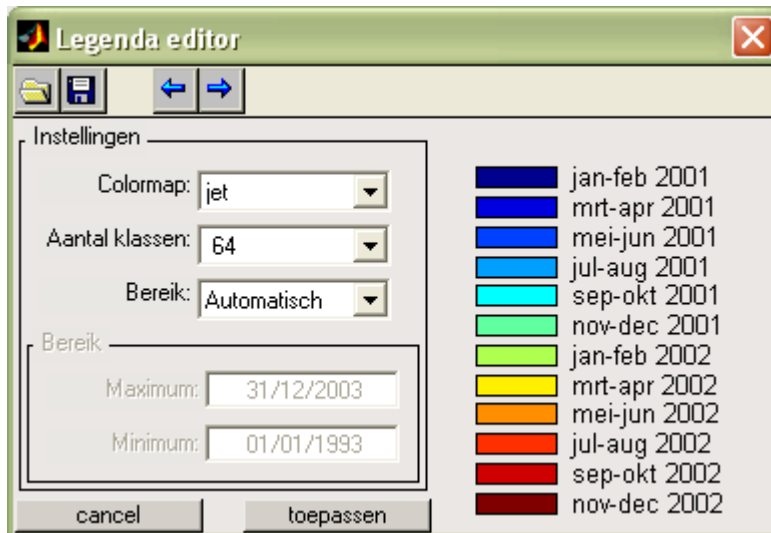 Legenda editor
Instellingen
Colormap: jet
Aantal klassen: 64
Bereik: Automatisch
Bereik
Maximum: 31/12/2003
Minimum: 01/01/1993
cancel toepassen
jan-feb 2001
mrt-apr 2001
mei-jun 2001
jul-aug 2001
sep-okt 2001
nov-dec 2001
jan-feb 2002
mrt-apr 2002
mei-jun 2002
jul-aug 2002
sep-okt 2002
nov-dec 2002